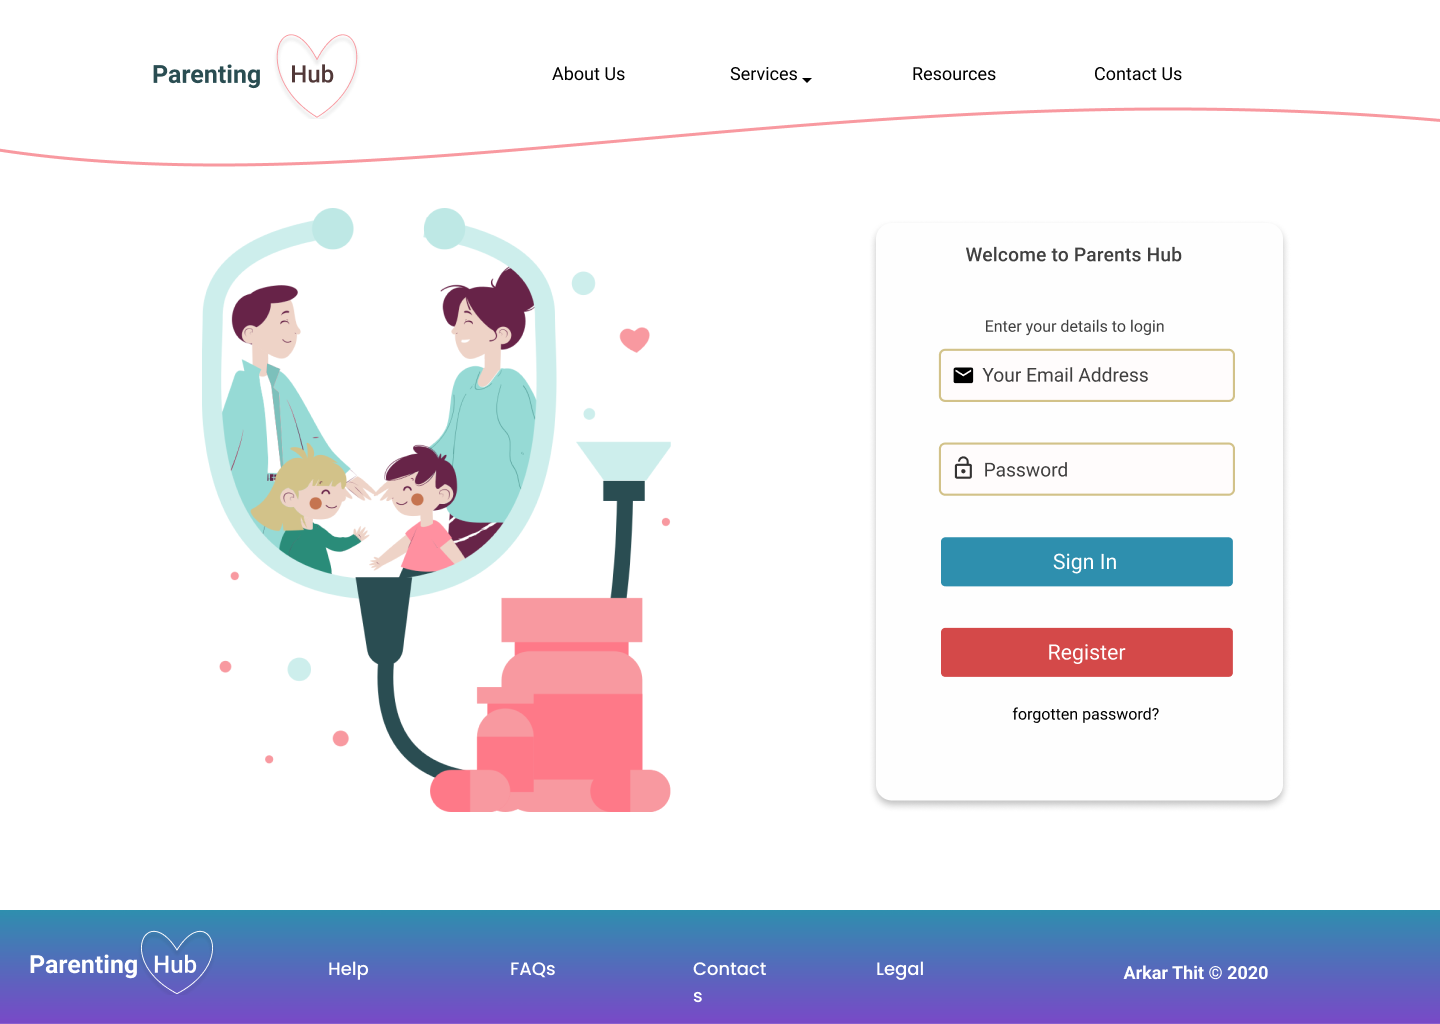 Parenting Hub
About Us
Services
Resources
Contact Us
Welcome to Parents Hub
Enter your details to login
Your Email Address
Password
Sign In
Register
forgotten password?
Parenting Hub
Help
FAQs
Contact
s
Legal
Arkar Thit © 2020